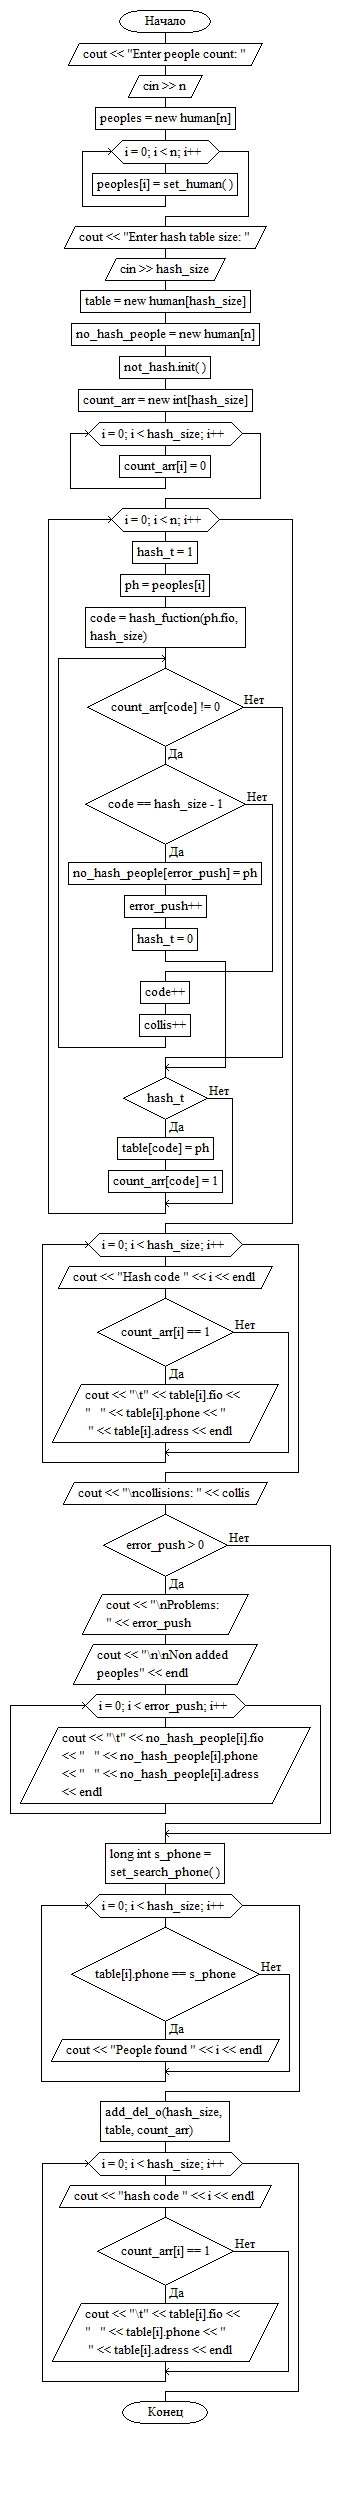 Начало
cout << "Enter people count: "
cin >> n
peoples = new human[n]
i = 0; i < n; i++
peoples[i] = set_human( )
cout << "Enter hash table size: "
cin >> hash_size
table = new human[hash_size]
no_hash_people = new human[n]
not_hash.init( )
count_arr = new int[hash_size]
i = 0; i < hash_size; i++
count_arr[i] = 0
i = 0; i < n; i++
hash_t = 1
ph = peoples[i]
code = hash_fuction(ph.fio,
hash_size)
Нет
count_arr[code] != 0
Да
Нет
code == hash_size - 1
Да
no_hash_people[error_push] = ph
error_push++
hash_t = 0
code++
collis++
Нет
hash_t
Да
table[code] = ph
count_arr[code] = 1
i = 0; i < hash_size; i++
cout << "Hash code " << i << endl
Нет
count_arr[i] == 1
Да
cout << "\t" << table[i].fio <<
"   " << table[i].phone << "
" << table[i].adress << endl
cout << "\ncollisions: " << collis
Нет
error_push > 0
Да
cout << "\nProblems:
" << error_push
cout << "\n\nNon added
peoples" << endl
i = 0; i < error_push; i++
cout << "\t" << no_hash_people[i].fio
<< "   " << no_hash_people[i].phone
<< "   " << no_hash_people[i].adress
<< endl
long int s_phone =
set_search_phone( )
i = 0; i < hash_size; i++
Нет
table[i].phone == s_phone
Да
cout << "People found " << i << endl
add_del_o(hash_size,
table, count_arr)
i = 0; i < hash_size; i++
cout << "hash code " << i << endl
Нет
count_arr[i] == 1
Да
cout << "\t" << table[i].fio <<
"   " << table[i].phone << "
" << table[i].adress << endl
Конец